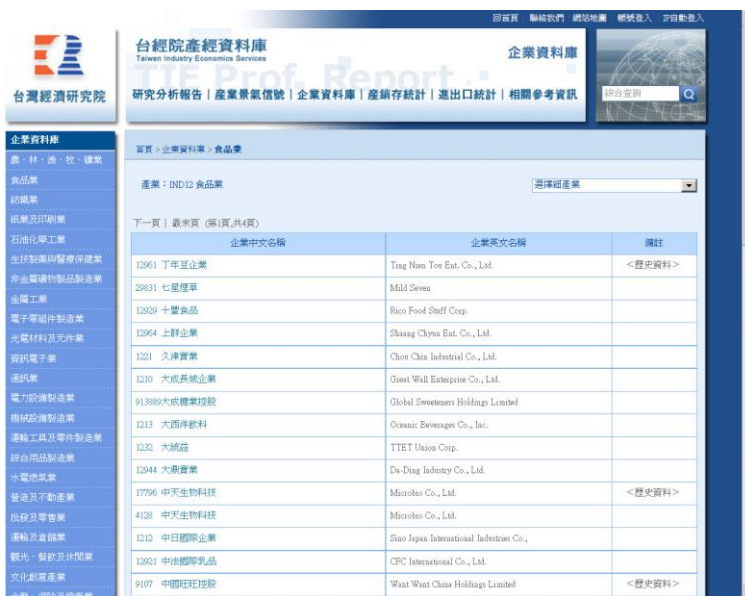 回首頁 聯絡我們 網站地圖 帳號登入 IP自動登入
台灣經濟研究院
台經院產經資料庫
Taiwan Industry Economics Services
企業資料庫
TIE Prof. Report
研究分析報告 | 產業景氣信號 | 企業資料庫 | 產銷存統計 | 進出口統計 | 相關參考資訊
綜合查詢
企業資料庫
農、林、漁、牧、礦業
食品業
紡織業
紙業及印刷業
石油化學工業
生技製藥與醫療保健業
非金屬礦物製品製造業
金屬工業
電子零組件製造業
光電材料及元件業
資訊電子業
通訊業
電力設備製造業
機械設備製造業
運輸工具及零件製造業
綜合用品製造業
水電燃氣業
營造及不動產業
批發及零售業
運輸及倉儲業
觀光、餐飲及休閒業
文化創意產業
首頁 > 企業資料庫 > 食品業
產業：IND12 食品業
選擇細產業
下一頁 | 最末頁 (第1頁,共4頁)
企業中文名稱 企業英文名稱 備註
12961 丁年豆企業 Ting Nien Tou Ent. Co., Ltd. <歷史資料>
29831 七星煙草 Mild Seven
12929 十豐食品 Rico Food Stuff Corp.
12964 上群企業 Shaang Chyun Ent. Co., Ltd.
1221 久津實業 Chou Chin Industrial Co., Ltd.
1210 大成長城企業 Great Wall Enterprise Co., Ltd.
913089大成糖業控股 Global Sweeteners Holdings Limited
1213 大西洋飲料 Oceanic Beverages Co., Inc.
1232 大統益 TTET Union Corp.
12944 大鼎實業 Da-Ding Industry Co., Ltd.
17796 中天生物科技 Microbio Co., Ltd. <歷史資料>
4128 中天生物科技 Microbio Co., Ltd.
1212 中日國際企業 Sino Japan International Industries Co.,
12921 中法國際乳品 CFC International Co., Ltd.
9107 中國旺旺控股 Want Want China Holdings Limited <歷史資料>